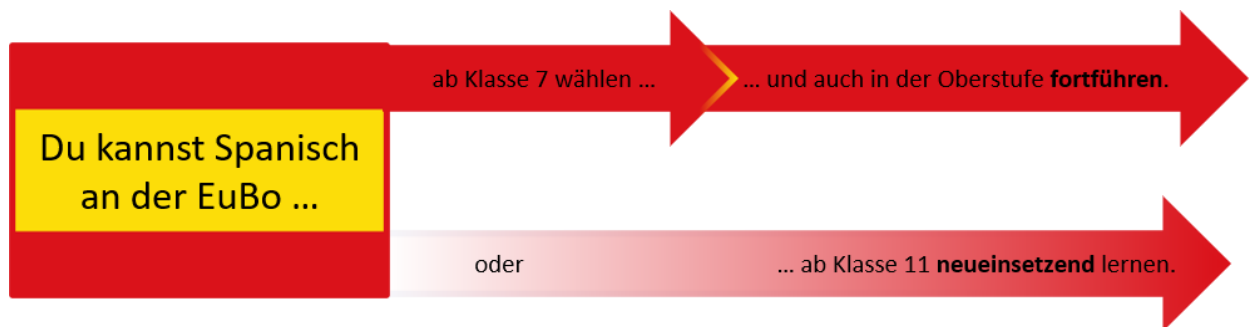 Du kannst Spanisch
an der EuBo ...
ab Klasse 7 wählen ...
... und auch in der Oberstufe fortführen.
oder
... ab Klasse 11 neueinsetzend lernen.